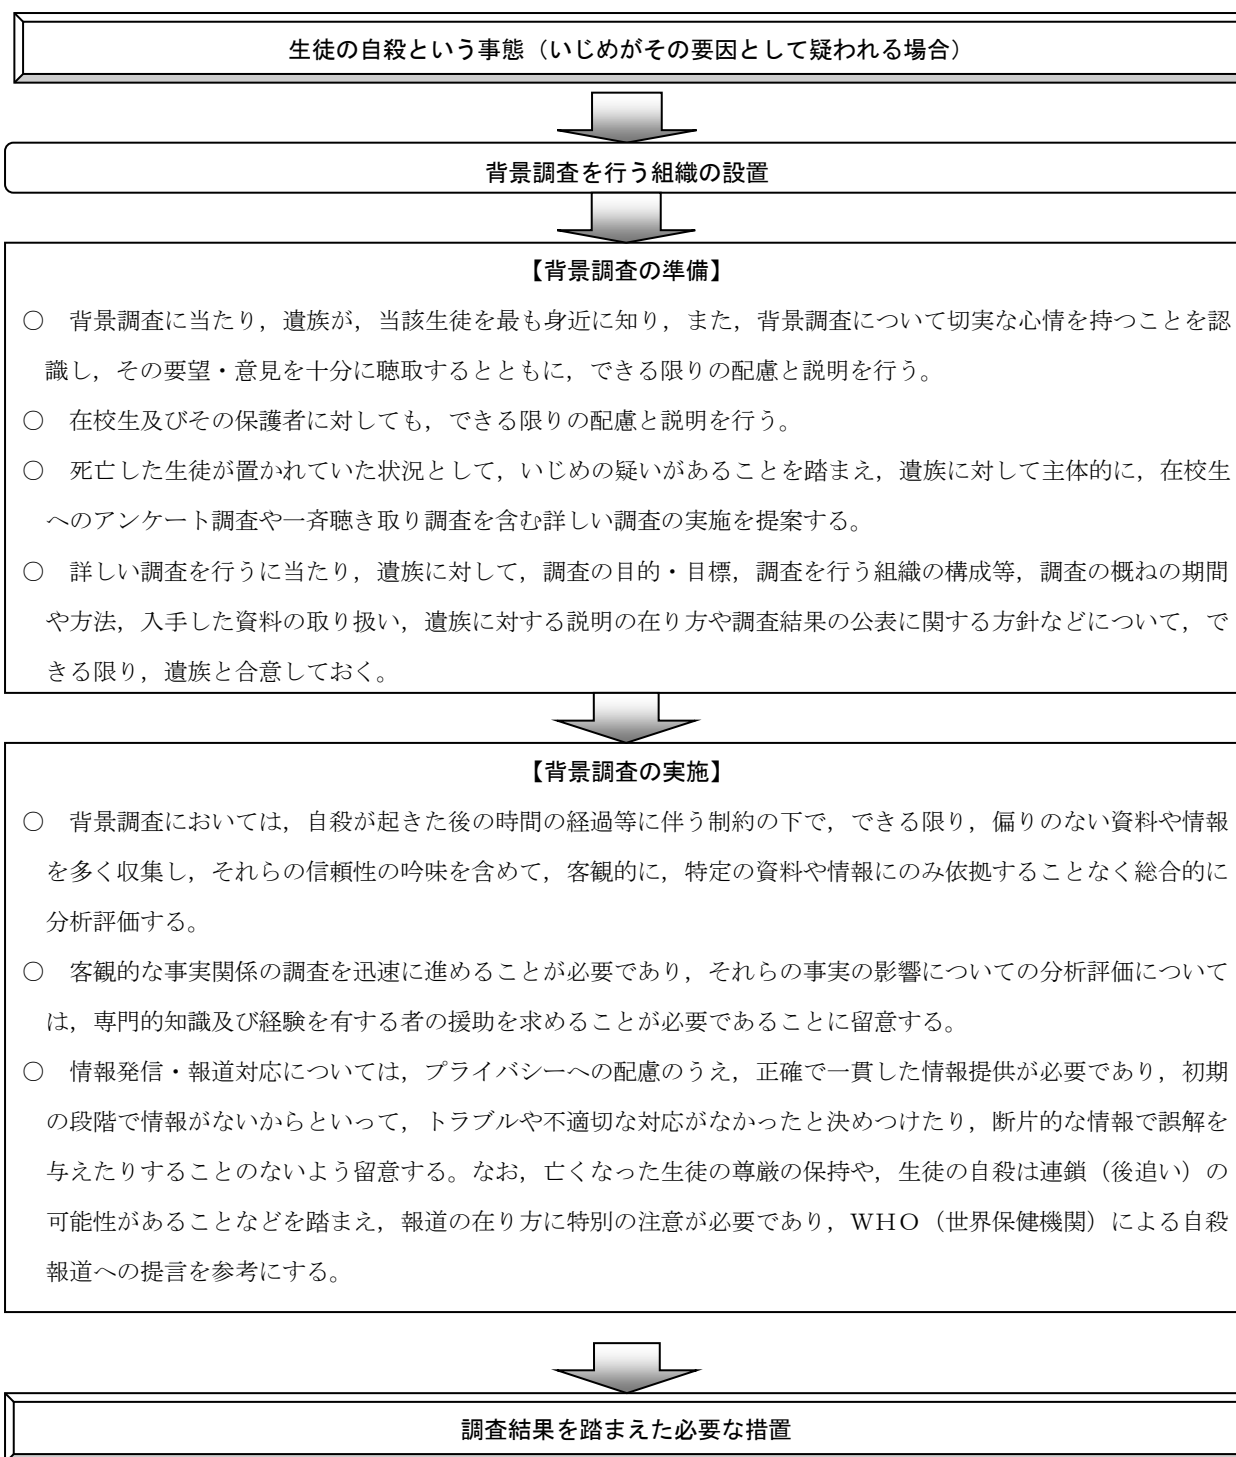 生徒の自殺という事態（いじめがその要因として疑われる場合）
背景調査を行う組織の設置
【背景調査の準備】
○　背景調査に当たり，遺族が，当該生徒を最も身近に知り，また，背景調査について切実な心情を持つことを認
識し，その要望・意見を十分に聴取するとともに，できる限りの配慮と説明を行う。
○　在校生及びその保護者に対しても，できる限りの配慮と説明を行う。
○　死亡した生徒が置かれていた状況として，いじめの疑いがあることを踏まえ，遺族に対して主体的に，在校生
へのアンケート調査や一斉聴き取り調査を含む詳しい調査の実施を提案する。
○　詳しい調査を行うに当たり，遺族に対して，調査の目的・目標，調査を行う組織の構成等，調査の概ねの期間
や方法，入手した資料の取り扱い，遺族に対する説明の在り方や調査結果の公表に関する方針などについて，で
きる限り，遺族と合意しておく。
【背景調査の実施】
○　背景調査においては，自殺が起きた後の時間の経過等に伴う制約の下で，できる限り，偏りのない資料や情報
を多く収集し，それらの信頼性の吟味を含めて，客観的に，特定の資料や情報にのみ依拠することなく総合的に
分析評価する。
○　客観的な事実関係の調査を迅速に進めることが必要であり，それらの事実の影響についての分析評価について
は，専門的知識及び経験を有する者の援助を求めることが必要であることに留意する。
○　情報発信・報道対応については，プライバシーへの配慮のうえ，正確で一貫した情報提供が必要であり，初期
の段階で情報がないからといって，トラブルや不適切な対応がなかったと決めつけたり，断片的な情報で誤解を
与えたりすることのないよう留意する。なお，亡くなった生徒の尊厳の保持や，生徒の自殺は連鎖（後追い）の
可能性があることなどを踏まえ，報道の在り方に特別の注意が必要であり，ＷＨＯ（世界保健機関）による自殺
報道への提言を参考にする。
調査結果を踏まえた必要な措置